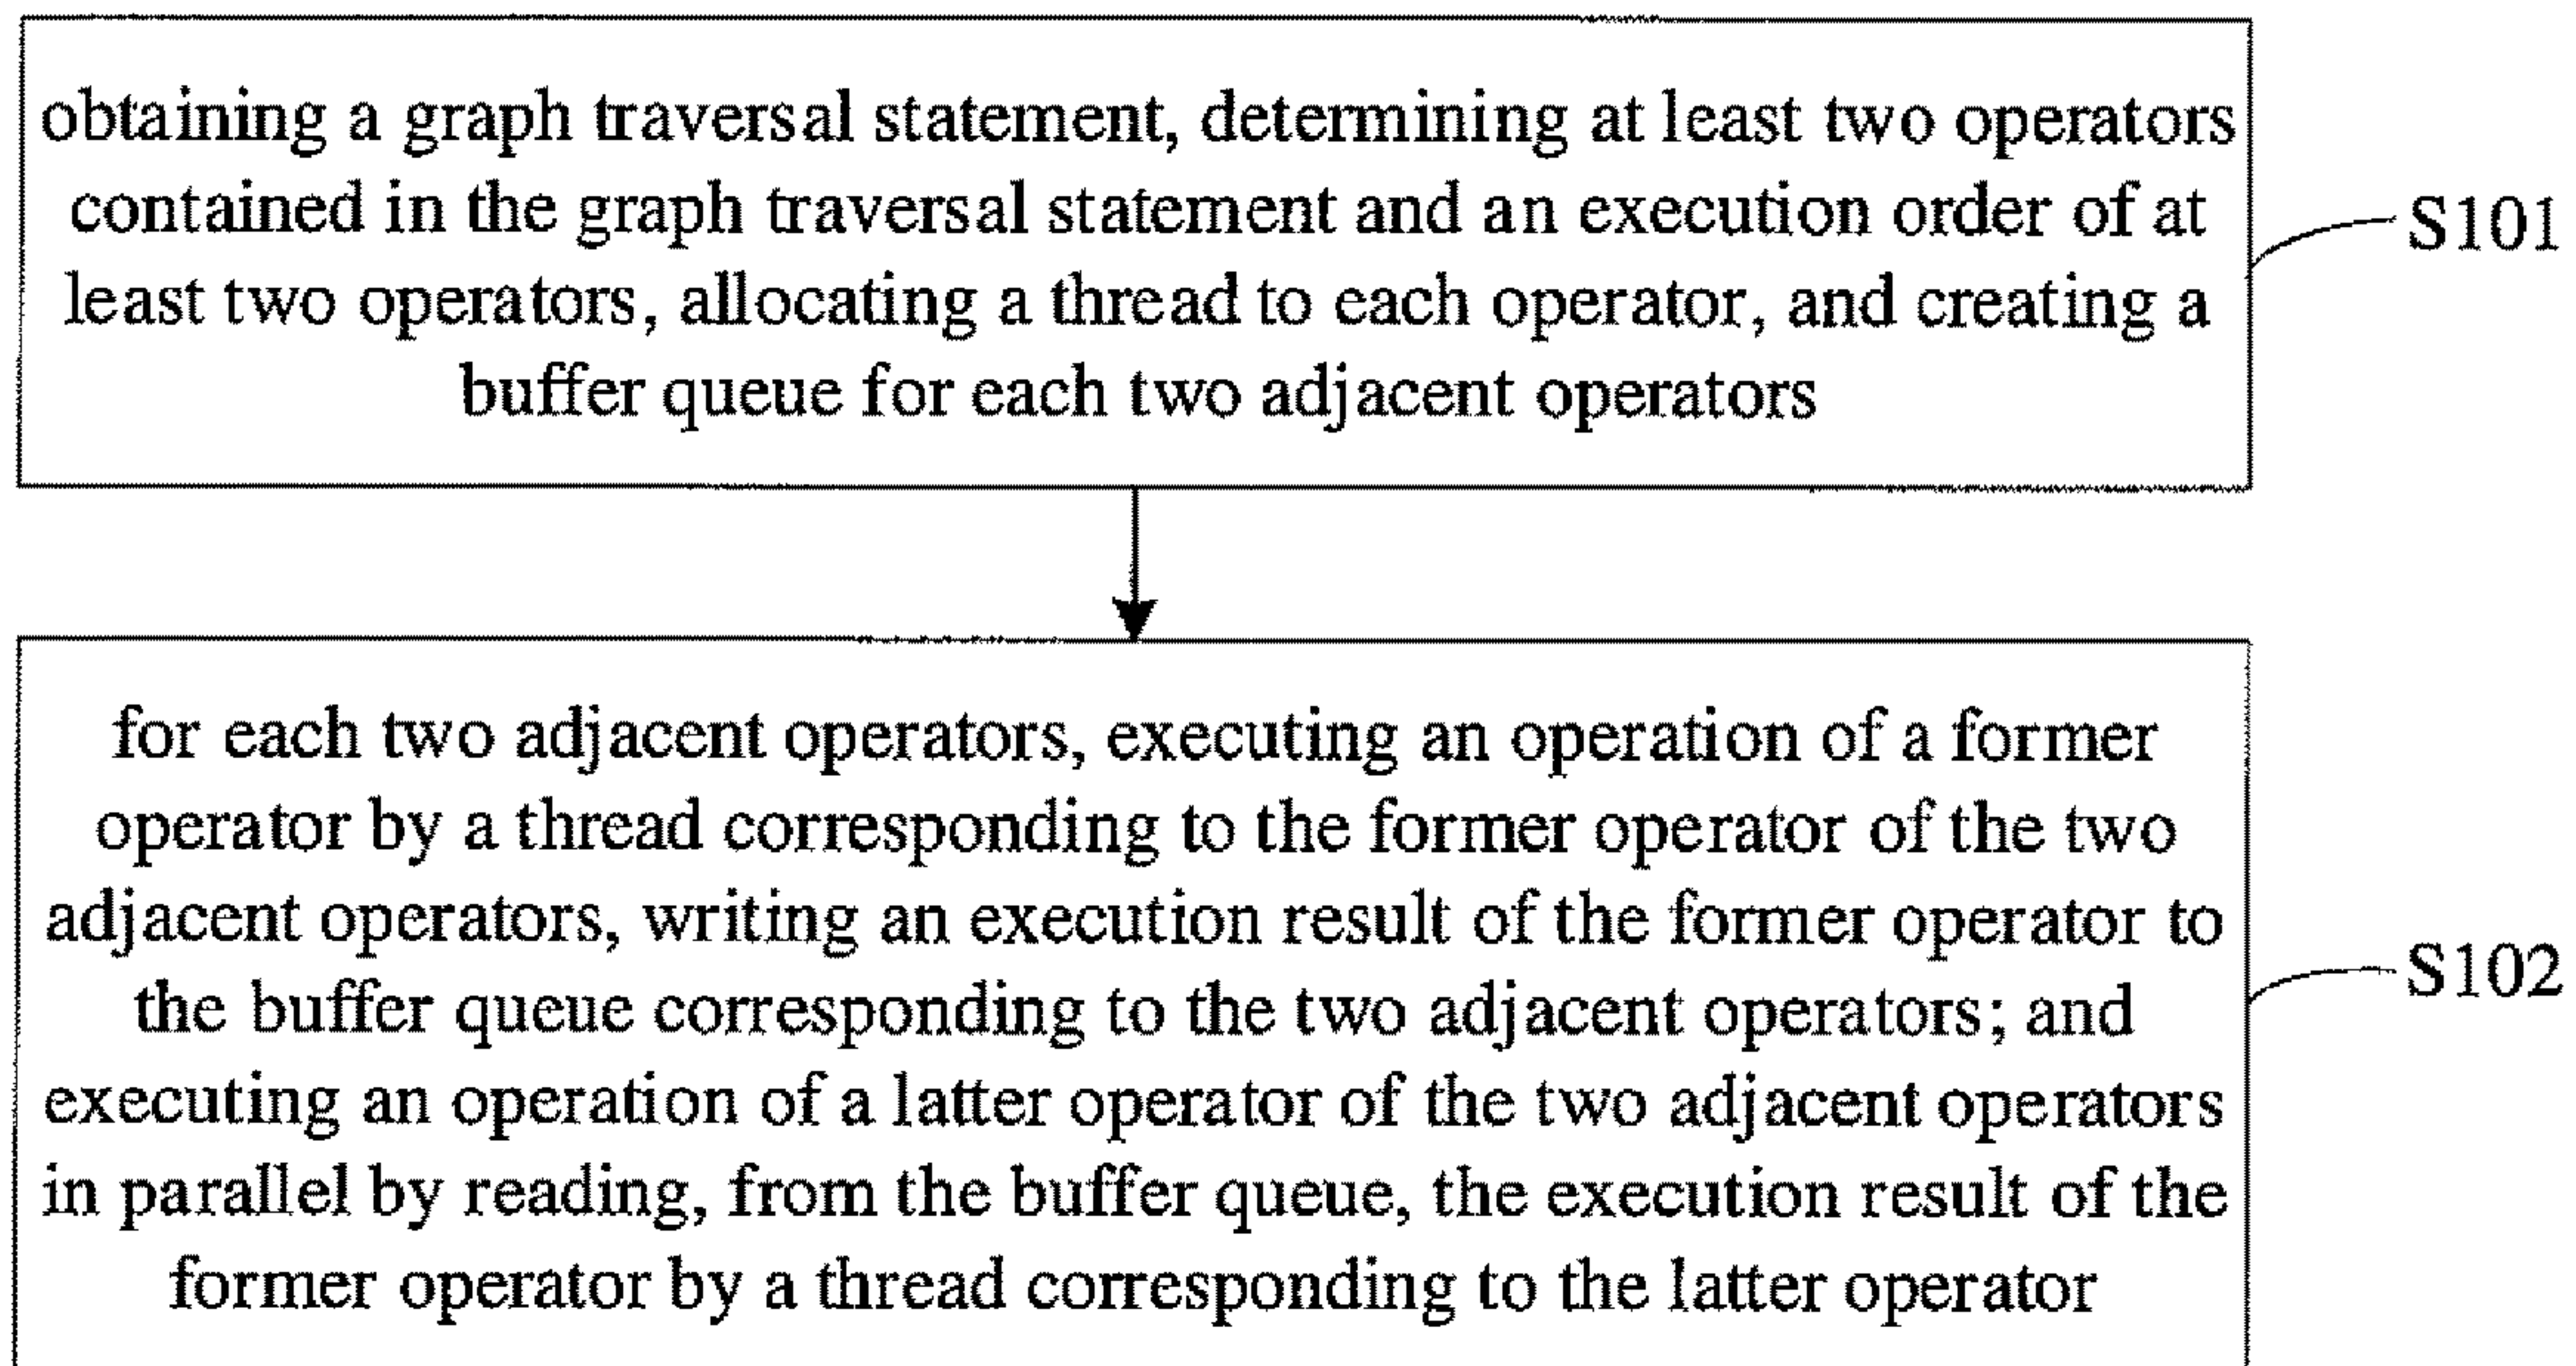 obtaining a graph traversal statement, determining at least two operators
contained in the graph traversal statement and an execution order of at
least two operators, allocating a thread to each operator, and creating a
buffer queue for each two adjacent operators
S101
for each two adjacent operators, executing an operation of a former
operator by a thread corresponding to the former operator of the two
adjacent operators, writing an execution result of the former operator to
the buffer queue corresponding to the two adjacent operators; and
executing an operation of a latter operator of the two adjacent operators
in parallel by reading, from the buffer queue, the execution result of the
former operator by a thread corresponding to the latter operator
S102